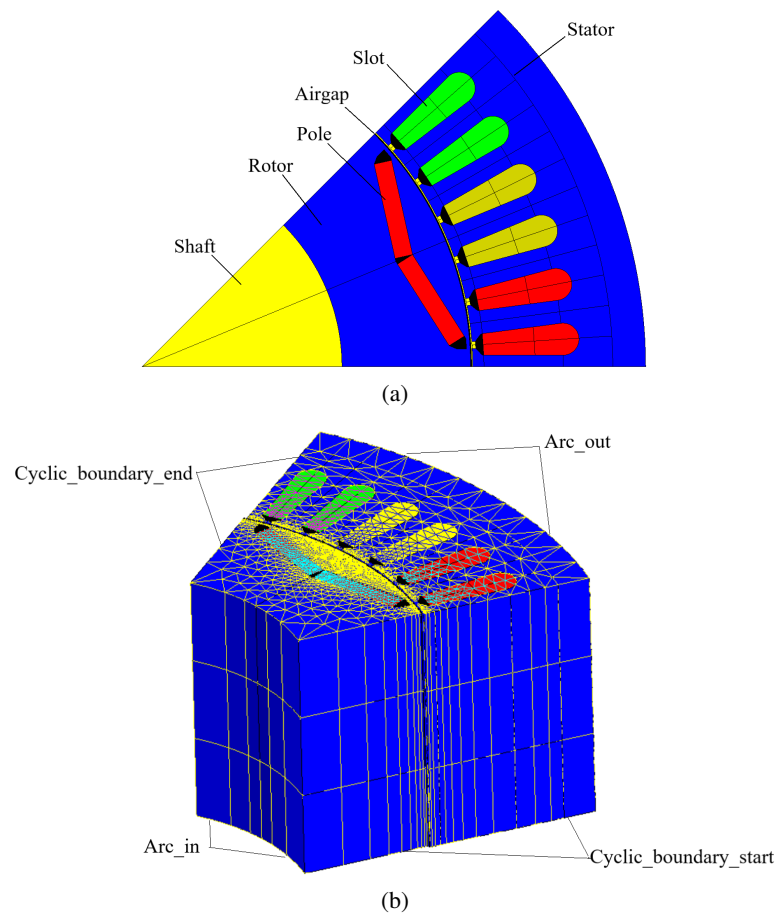 Stator
Slot
Airgap
Pole
Rotor
Shaft
(a)
Arc_out
Cyclic_boundary_end
Arc_in
Cyclic_boundary_start
(b)